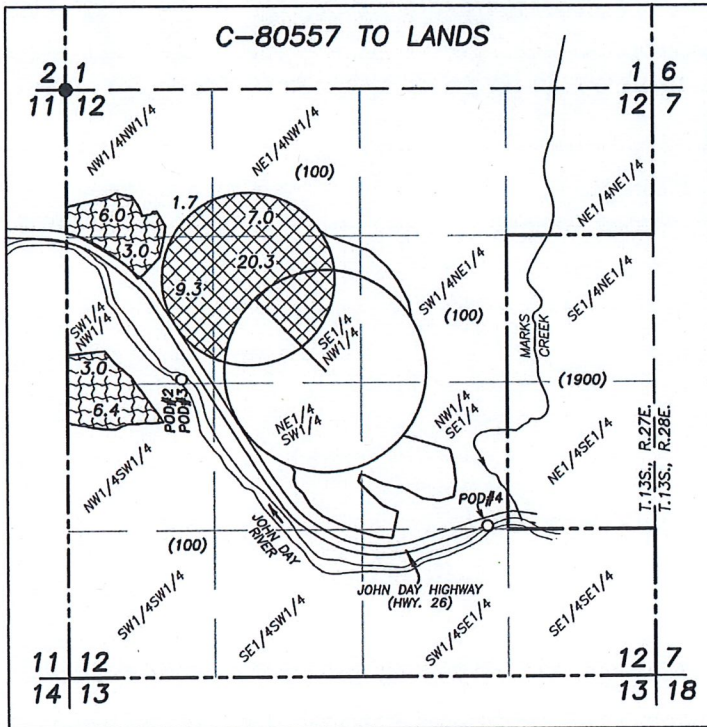 C-80557 TO LANDS
2 1
11 12
1 6
12 7
NW1/4NW1/4
NE1/4NW1/4
(100)
NE1/4NE1/4
1.7
6.0
7.0
3.0
20.3
9.3
SW1/4NE1/4
(100)
SE1/4NE1/4
MARKS
CREEK
SW1/4
NW1/4
SE1/4
NW1/4
(1900)
3.0
6.4
POD#2
POD#3
NE1/4
SW1/4
NW1/4
SE1/4
NE1/4SE1/4
T.13S., R.27E.
T.13S., R.28E.
NW1/4SW1/4
POD#4
(100)
JOHN DAY
RIVER
JOHN DAY HIGHWAY
(HWY. 26)
SW1/4SW1/4
SE1/4SW1/4
SW1/4SE1/4
SE1/4SE1/4
11 12
14 13
12 7
13 18